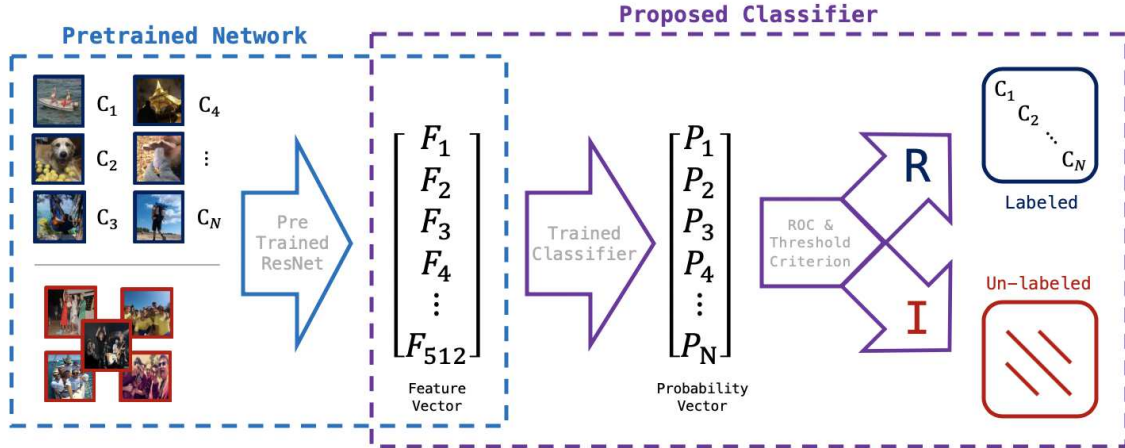 Proposed Classifier
Pretrained Network
C1
C4
C2
⋮
C3
CN
Pre
Trained
ResNet
F1
F2
F3
F4
⋮
F512
Feature
Vector
Trained
Classifier
P1
P2
P3
P4
⋮
PN
Probability
Vector
ROC &
Threshold
Criterion
R
I
C1
C2
⋱
CN
Labeled
Un-labeled